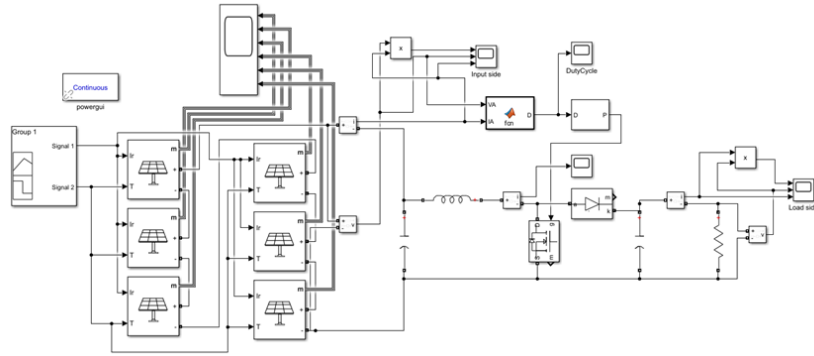 Continuous
powergui
Group 1
Signal 1
Signal 2
m
Ir
+
T
-
m
Ir
+
T
-
m
Ir
+
T
-
m
Ir
+
T
-
m
Ir
+
T
-
m
Ir
+
T
-
x
Input side
DutyCycle
VA
IA
fcn
D
D
P
+
i
-
+
v
-
+
i
-
D
g
S
m
a
m
k
+
i
-
x
Load side
+
v
-